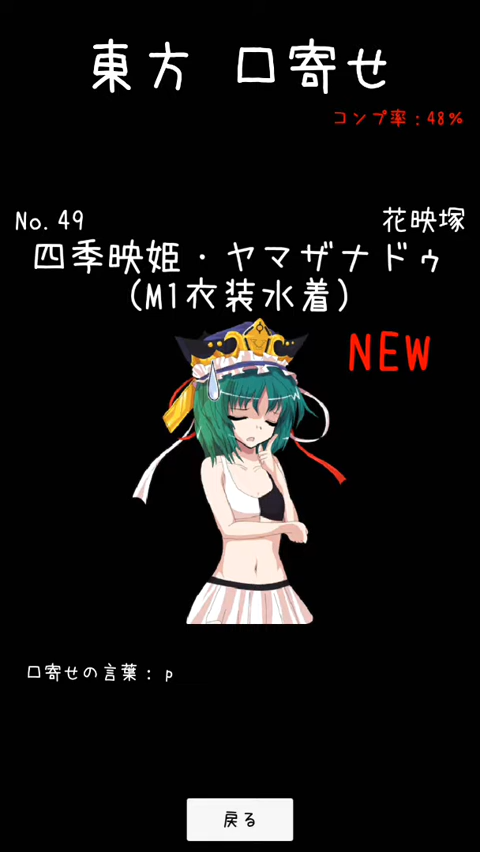 東方 口寄せ
コンプ率：48%
No.49
花映塚
四季映姫・ヤマザナドゥ
(M1衣装水着)
NEW
口寄せの言葉：p
戻る